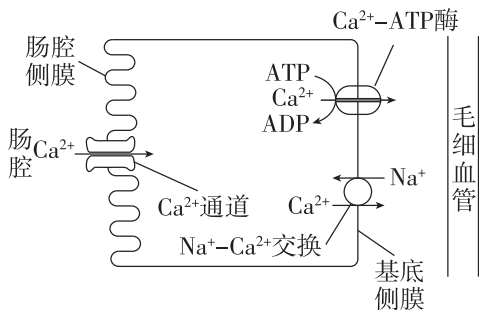 Ca²⁺-ATP酶
肠腔
侧膜
ATP
Ca²⁺
ADP
肠
腔
Ca²⁺
Ca²⁺通道
Na⁺
Ca²⁺
Na⁺-Ca²⁺交换
基底
侧膜
毛
细
血
管